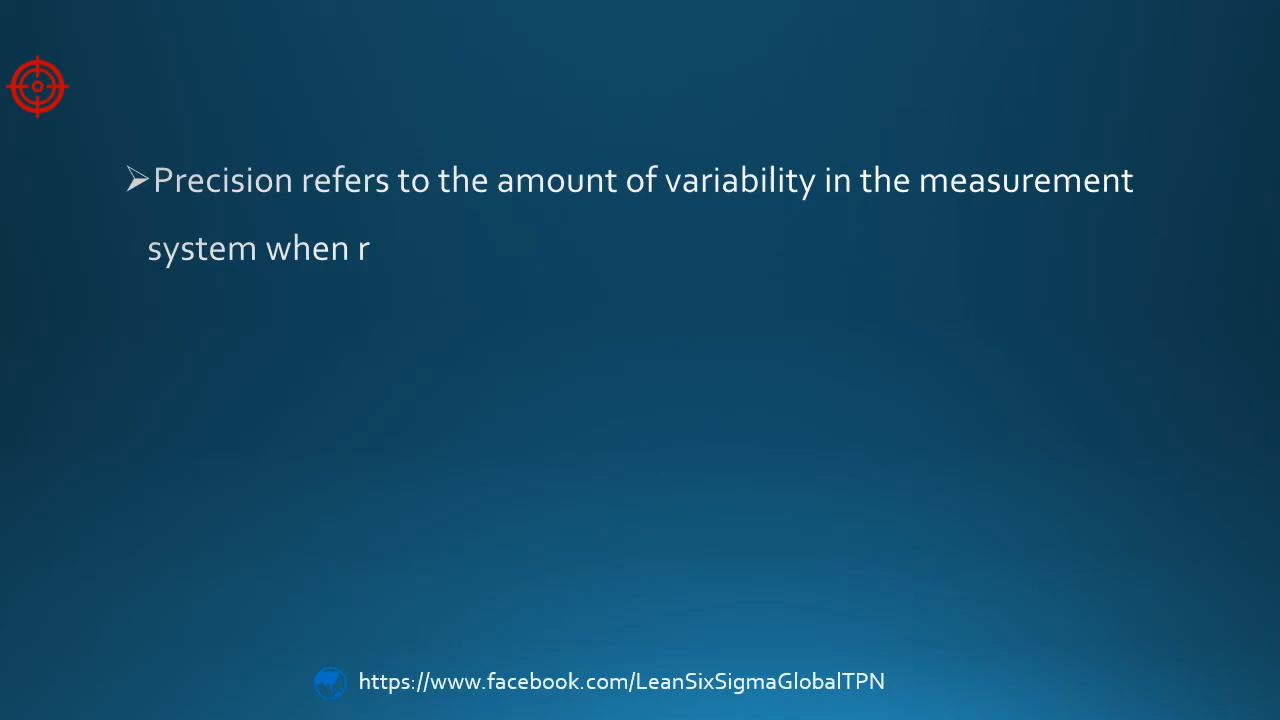 Precision refers to the amount of variability in the measurement
system when r
https://www.facebook.com/LeanSixSigmaGlobalTPN